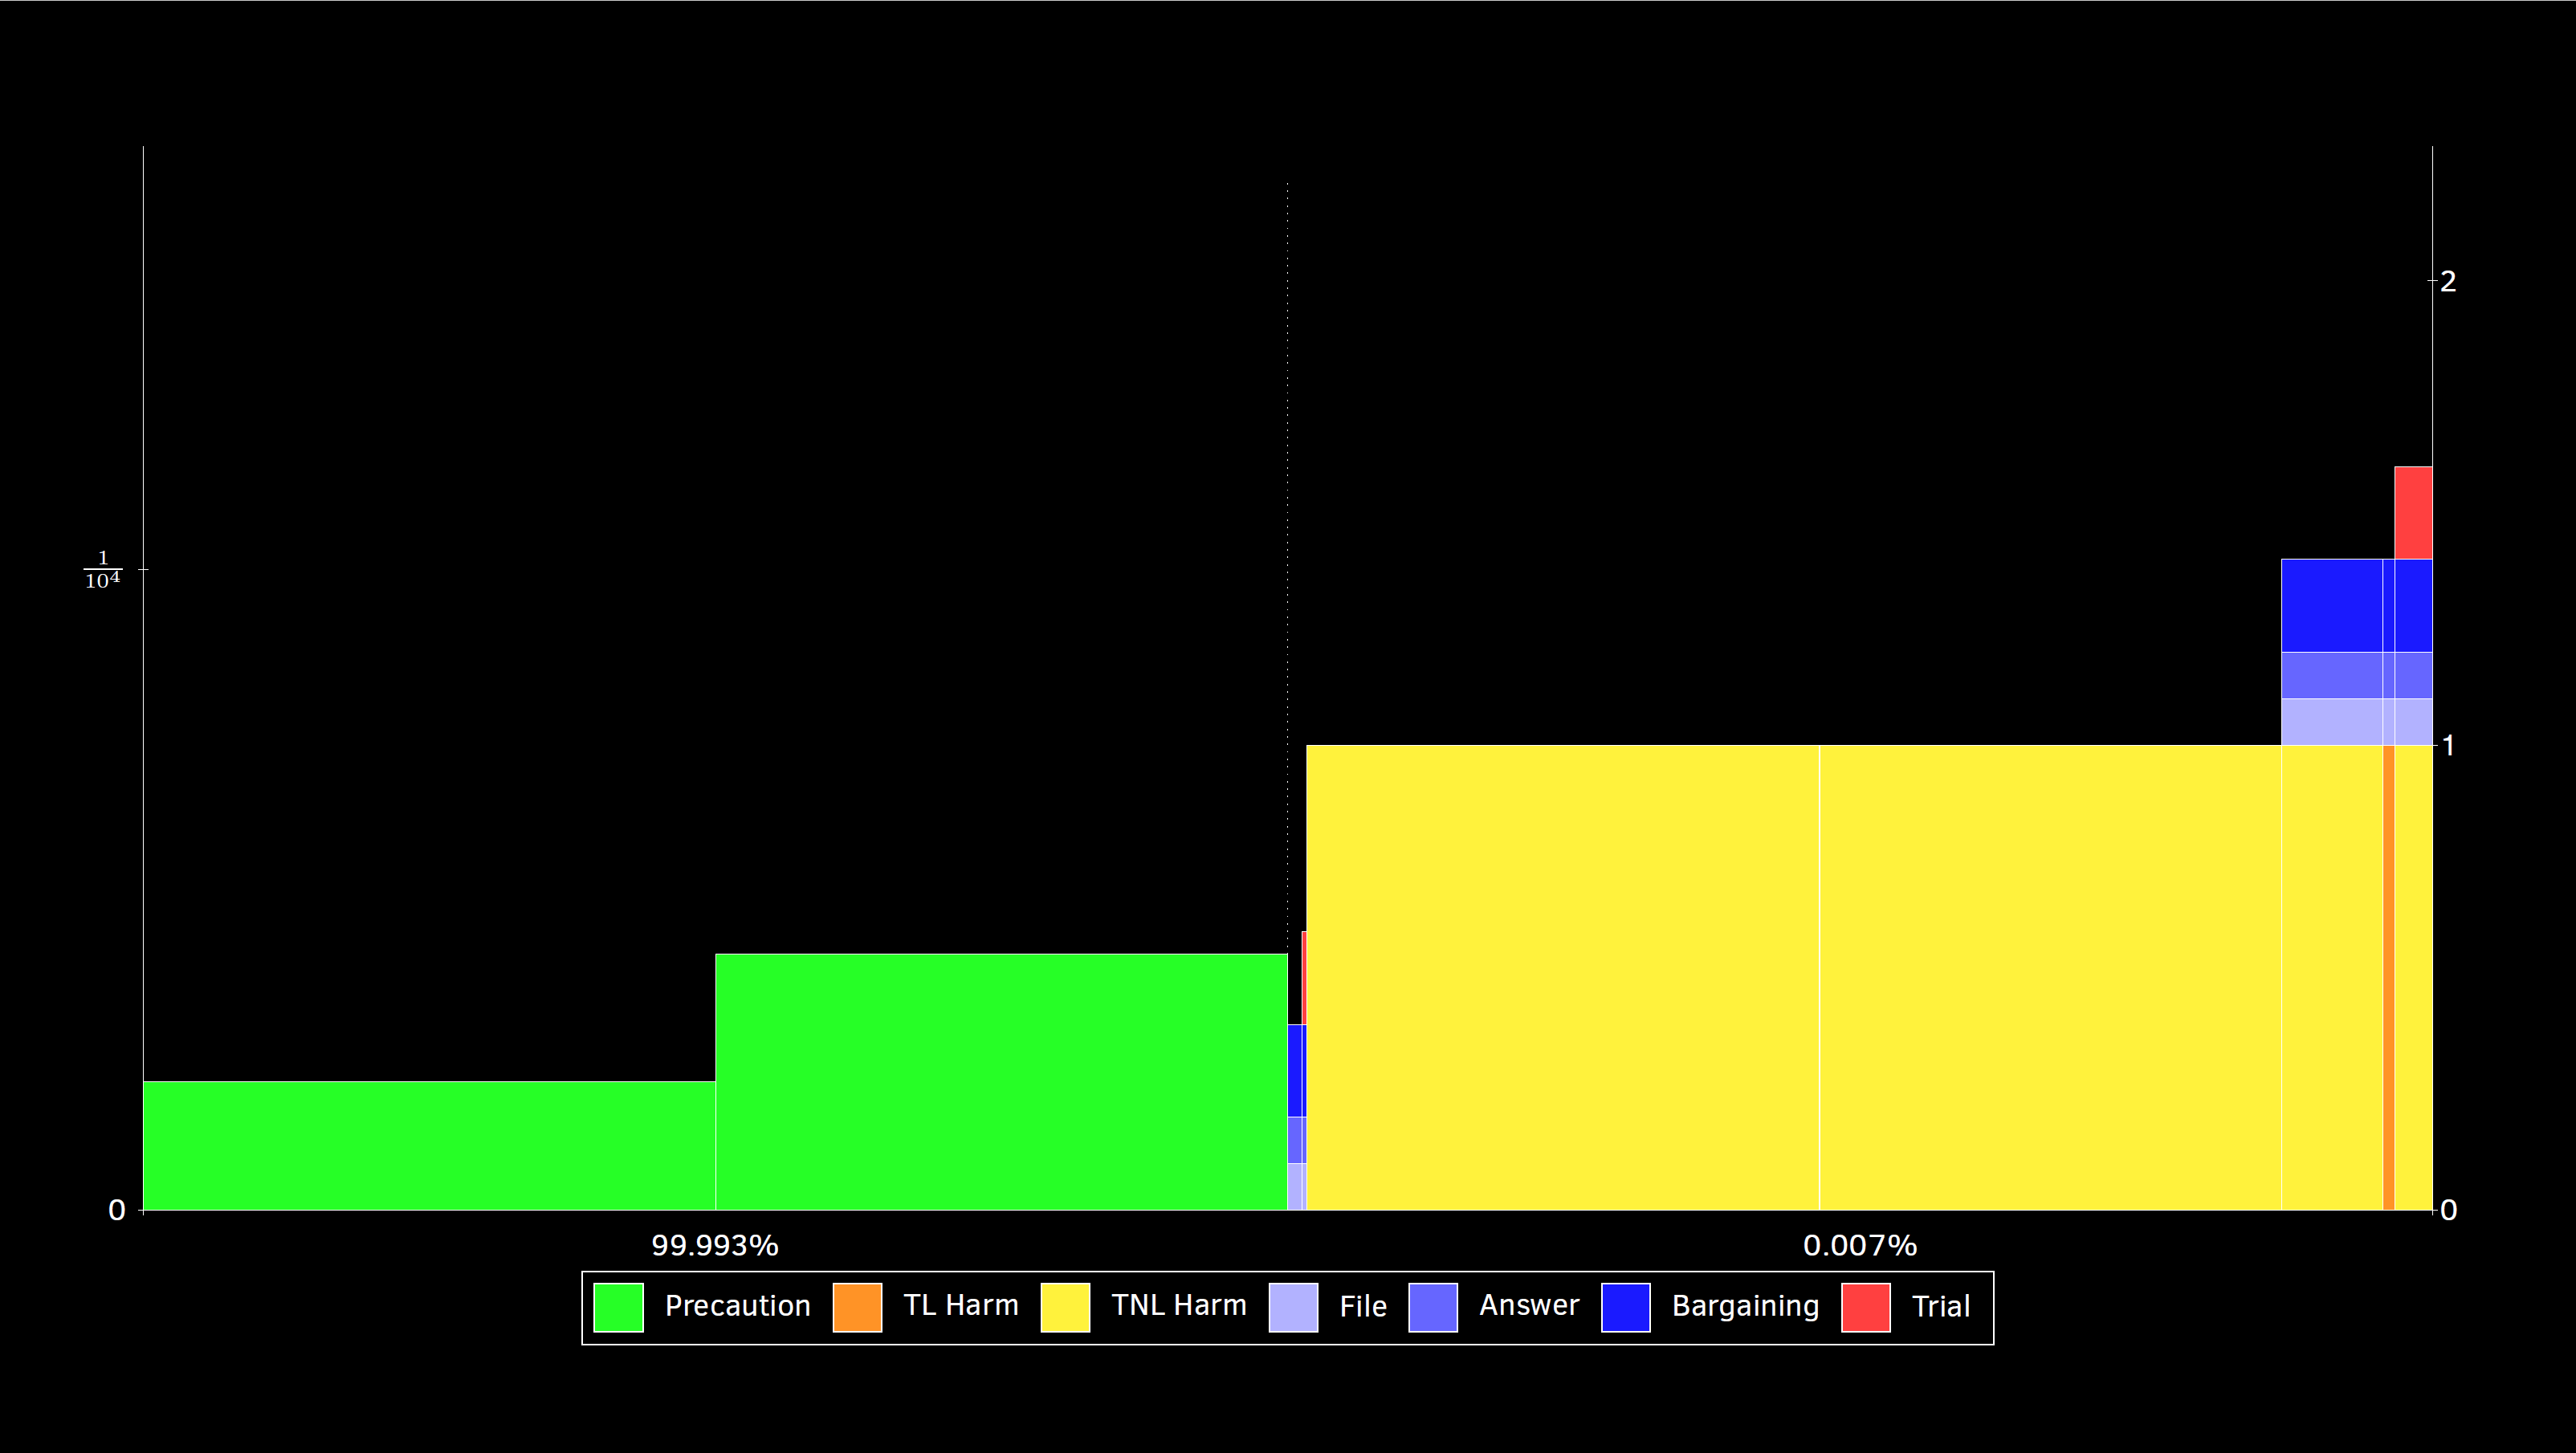 2
1
10⁴
1
0
0
99.993%
0.007%
Precaution
TL Harm
TNL Harm
File
Answer
Bargaining
Trial